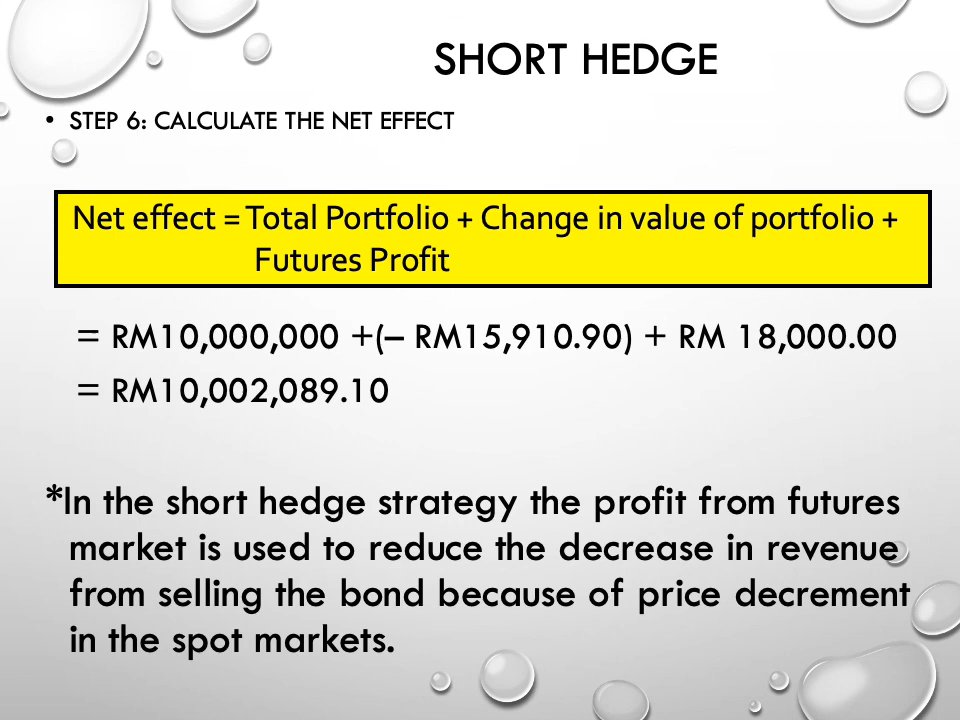 SHORT HEDGE
• STEP 6: CALCULATE THE NET EFFECT
Net effect = Total Portfolio + Change in value of portfolio +
Futures Profit
= RM10,000,000 +(– RM15,910.90) + RM 18,000.00
= RM10,002,089.10
*In the short hedge strategy the profit from futures
market is used to reduce the decrease in revenue
from selling the bond because of price decrement
in the spot markets.